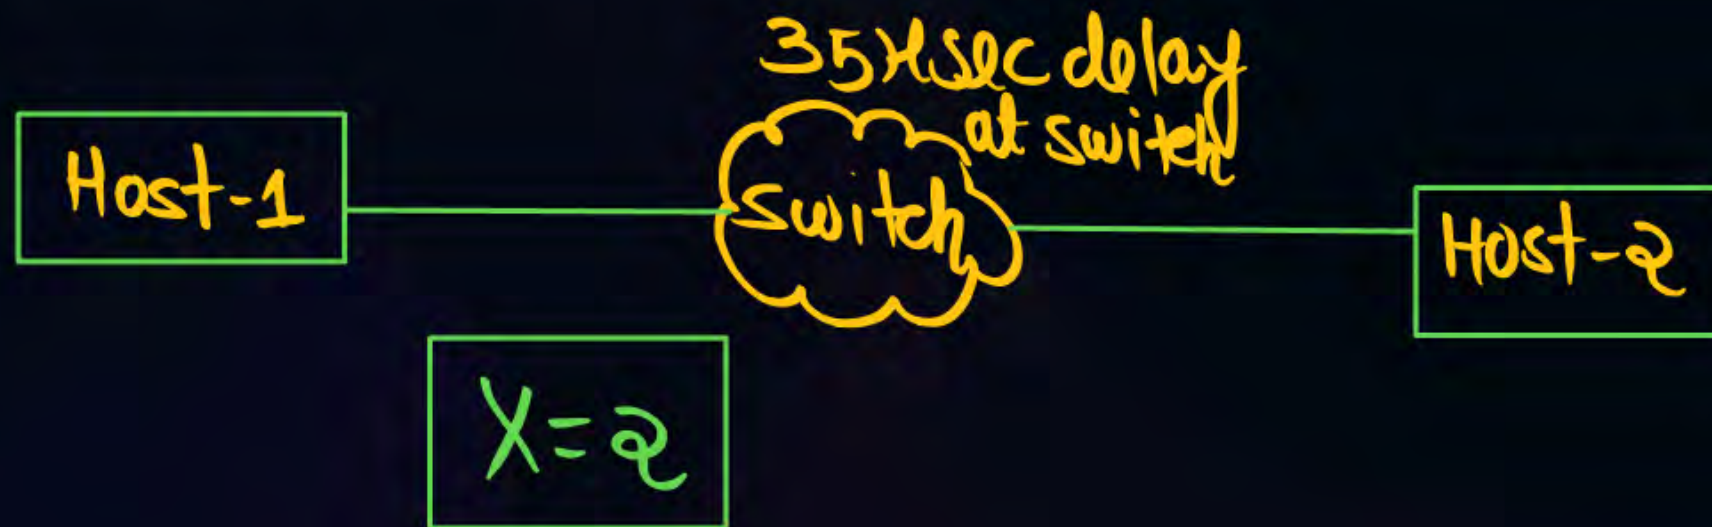 35μsec delay
at switch
Host-1
Switch
Host-2
X=2